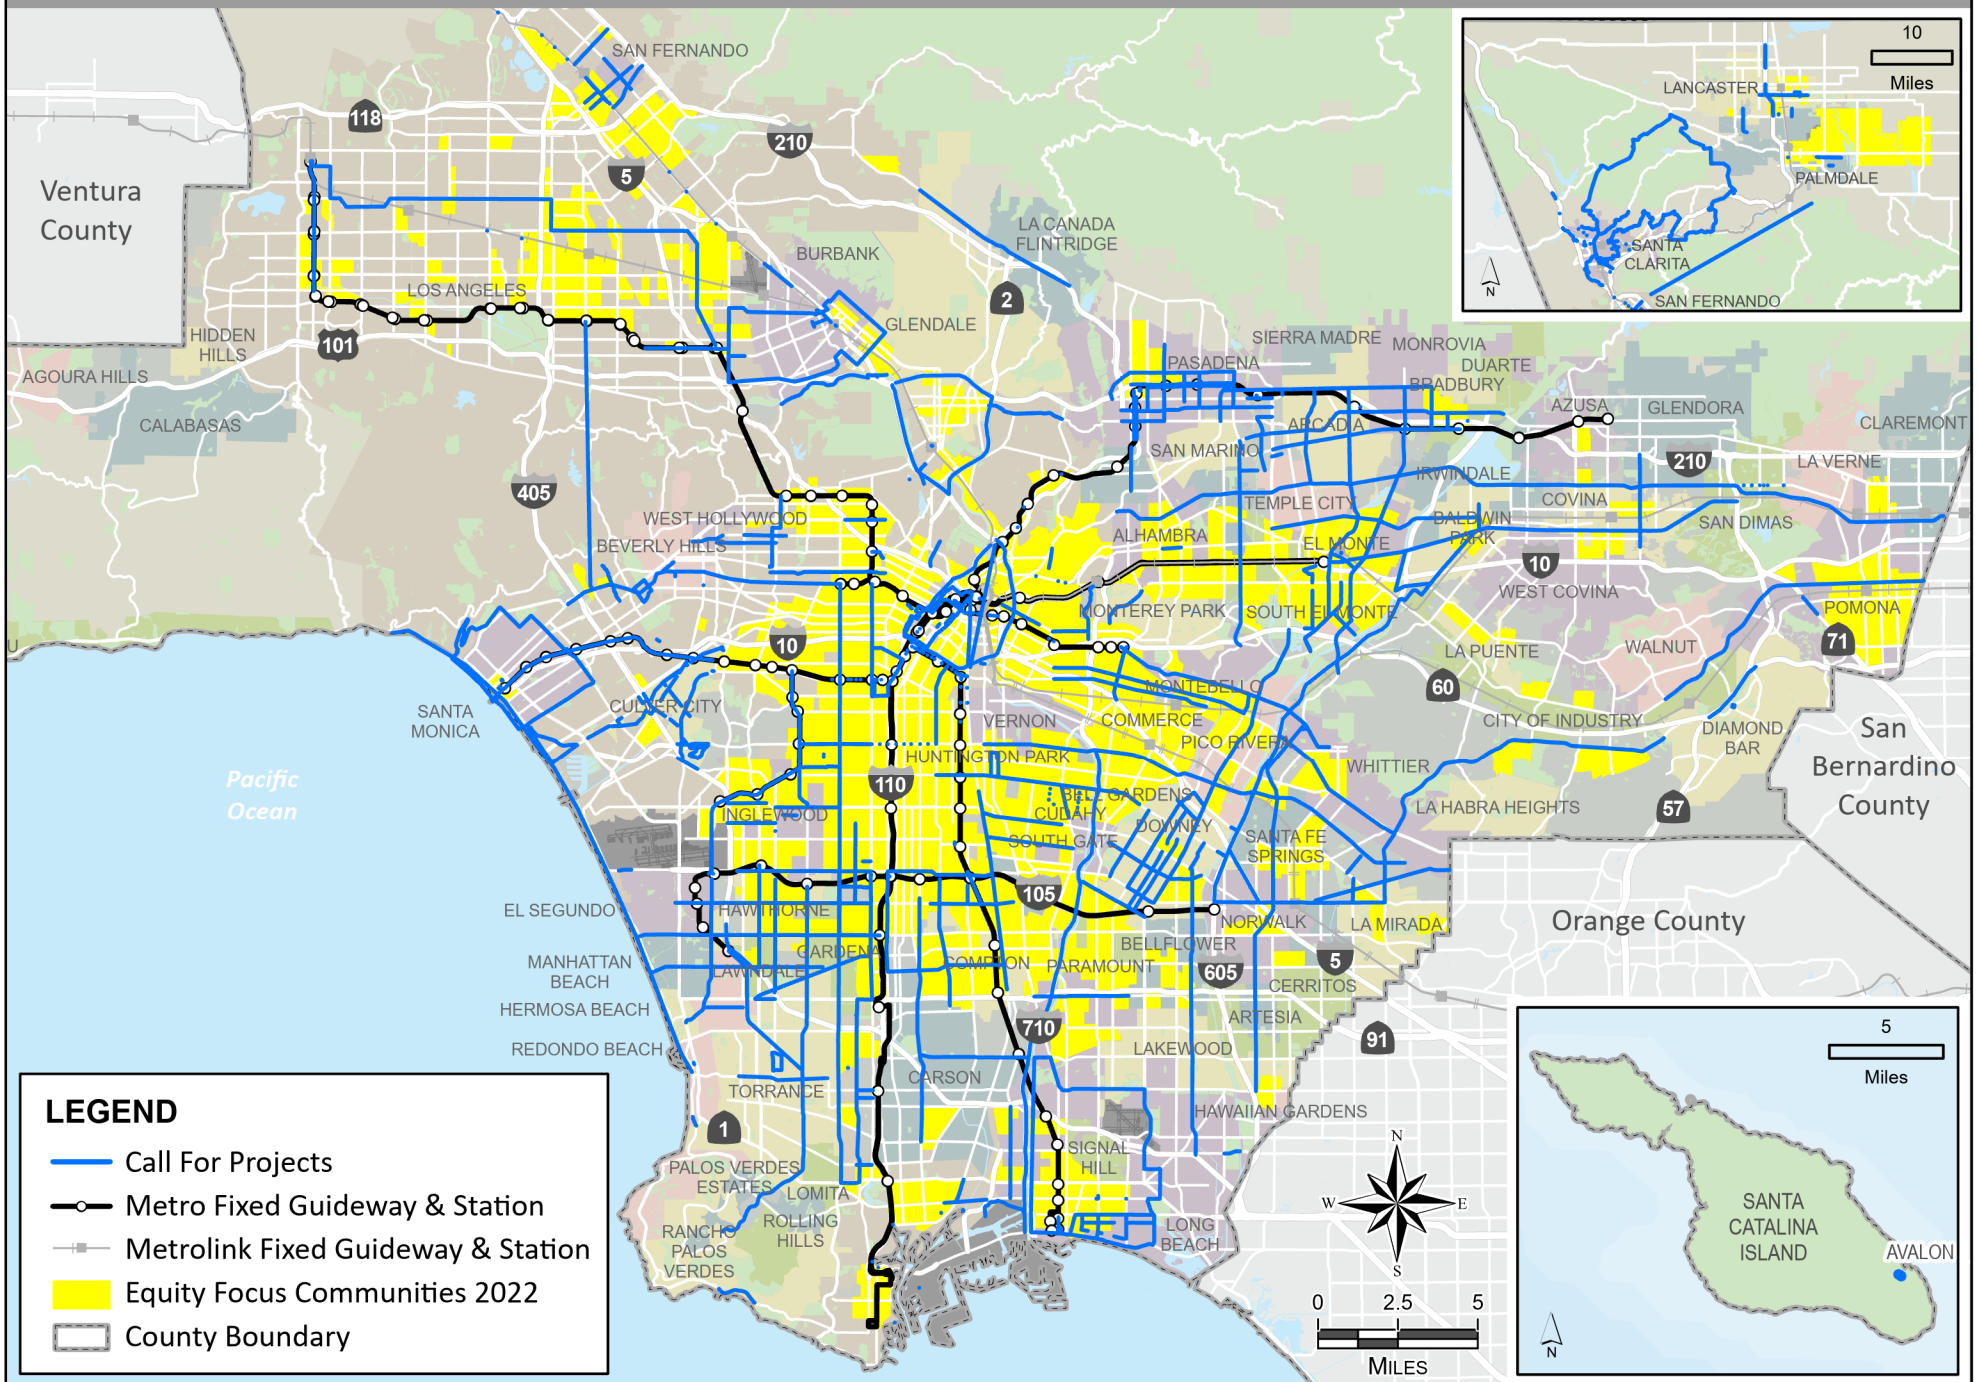 SAN FERNANDO
118
210
5
Ventura
County
LA CANADA
FLINTRIDGE
BURBANK
LOS ANGELES
2
GLENDALE
HIDDEN
HILLS
101
SIERRA MADRE
MONROVIA
DUARTE
BRADBURY
PASADENA
AGOURA HILLS
CALABASAS
AZUSA
GLENDORA
CLAREMONT
ARCADIA
SAN MARINO
210
LA VERNE
IRWINDALE
405
TEMPLE CITY
COVINA
WEST HOLLYWOOD
BALDWIN
PARK
SAN DIMAS
ALHAMBRA
BEVERLY HILLS
EL MONTE
10
WEST COVINA
MONTEREY PARK
SOUTH EL MONTE
POMONA
U
10
71
LA PUENTE
WALNUT
60
MONTEBELLO
CULVER CITY
SANTA
MONICA
VERNON
COMMERCE
CITY OF INDUSTRY
DIAMOND
BAR
San
Bernardino
County
PICO RIVERA
HUNTINGTON PARK
WHITTIER
Pacific
Ocean
110
BELL GARDENS
CUDAHY
LA HABRA HEIGHTS
57
INGLEWOOD
DOWNEY
SOUTH GATE
SANTA FE
SPRINGS
105
EL SEGUNDO
HAWTHORNE
NORWALK
LA MIRADA
Orange County
GARDENA
BELLFLOWER
MANHATTAN
BEACH
LAWNDALE
COMPTON
PARAMOUNT
605
5
CERRITOS
HERMOSA BEACH
ARTESIA
710
91
REDONDO BEACH
LAKEWOOD
CARSON
TORRANCE
HAWAIIAN GARDENS
1
SIGNAL
HILL
PALOS VERDES
ESTATES
LOMITA
ROLLING
HILLS
RANCHO
PALOS
VERDES
LONG
BEACH
N
W
E
S
0 2.5 5
MILES
LEGEND
Call For Projects
Metro Fixed Guideway & Station
Metrolink Fixed Guideway & Station
Equity Focus Communities 2022
County Boundary
10
Miles
LANCASTER
PALMDALE
SANTA
CLARITA
SAN FERNANDO
N
5
Miles
SANTA
CATALINA
ISLAND
AVALON
N